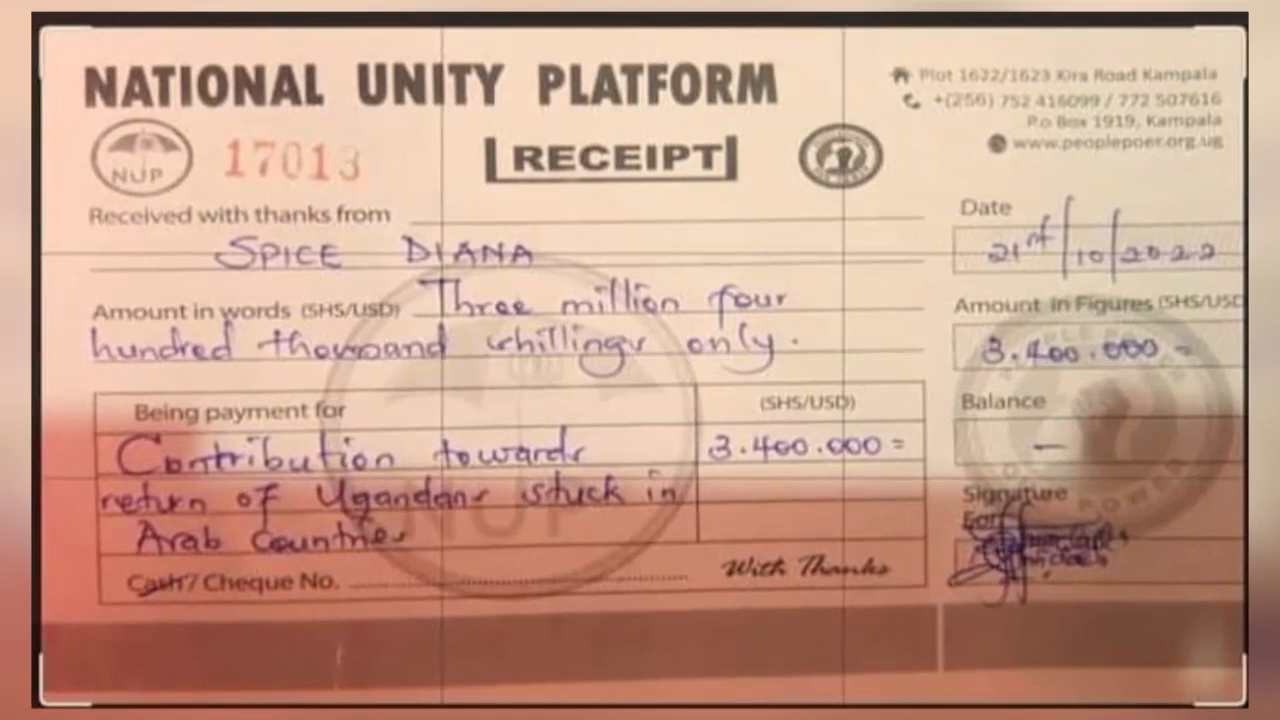 NATIONAL UNITY PLATFORM
Plot 1622/1623 Kira Road Kampala
+(256) 752 416099 / 772 507616
P.o Box 1919, Kampala
www.peoplepoer.org.ug
NUP
17013
RECEIPT
Received with thanks from
SPICE DIANA
Date
21st/10/2022
Amount in words (SHS/USD) Three million four
hundred thousand shillings only.
Amount in Figures (SHS/USD
3.400.000 =
Being payment for
(SHS/USD)
Contribution towards
3.400.000 =
return of Ugandans stuck in
Arab Countries
Balance
—
Signature
For
Cash/ Cheque No.
With Thanks
NUP
POWER